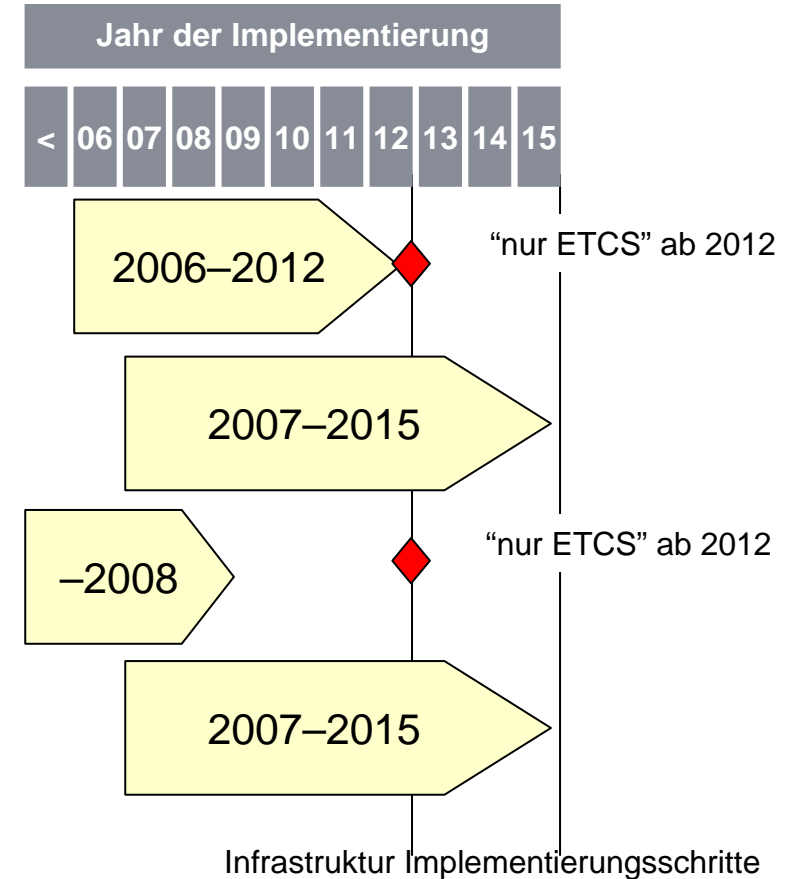 Jahr der Implementierung
< 06 07 08 09 10 11 12 13 14 15
2006–2012
“nur ETCS” ab 2012
2007–2015
–2008
“nur ETCS” ab 2012
2007–2015
Infrastruktur Implementierungsschritte